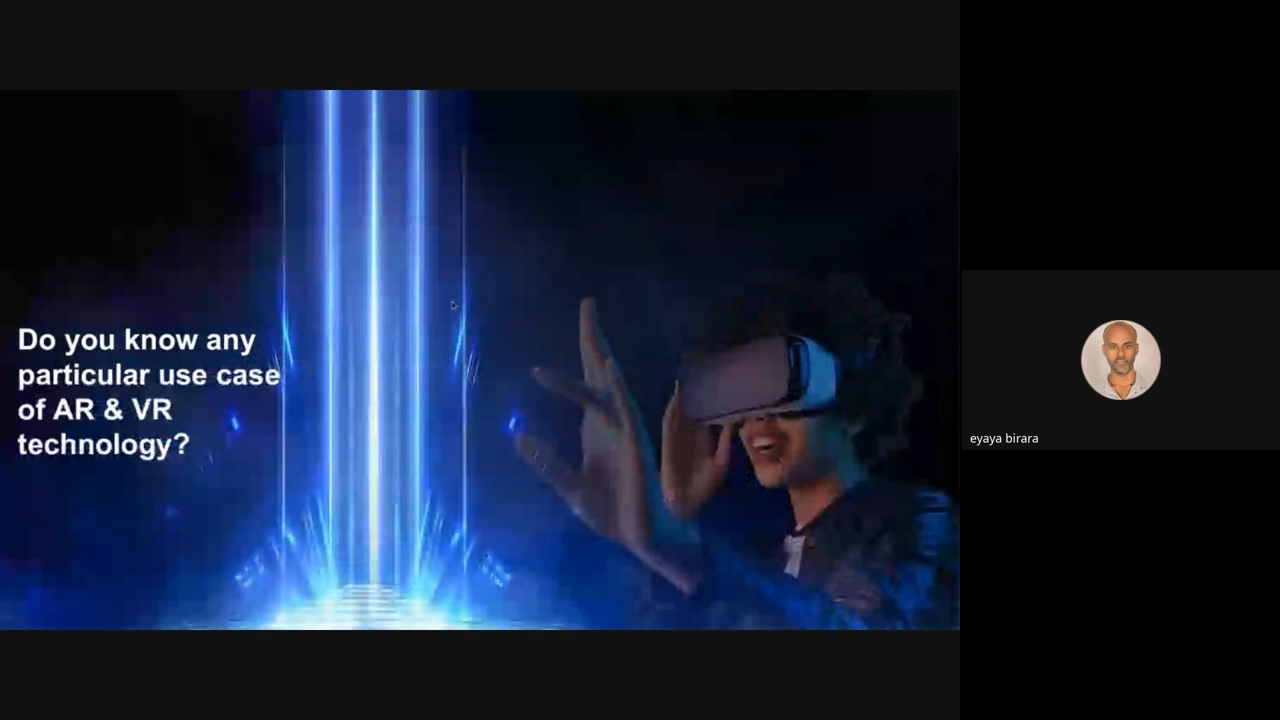 Do you know any
particular use case
of AR & VR
technology?
eyaya birara